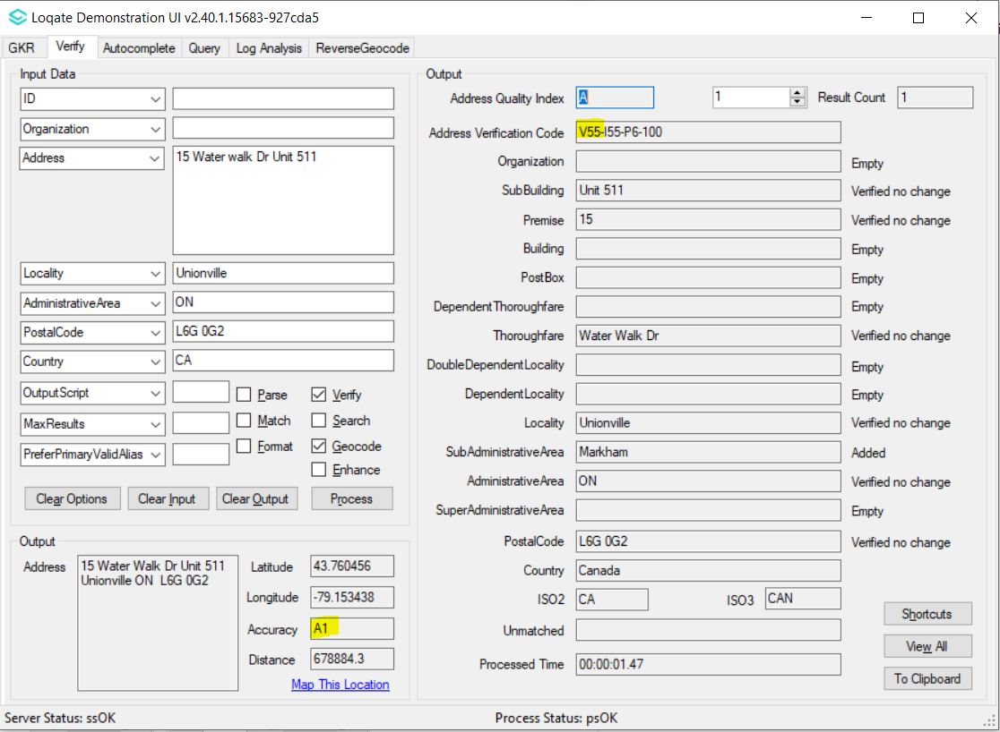 Loqate Demonstration UI v2.40.1.15683-927cda5
GKR Verify Autocomplete Query Log Analysis ReverseGeocode
Input Data
ID
Organization
Address 15 Water walk Dr Unit 511
Locality Unionville
AdministrativeArea ON
PostalCode L6G 0G2
Country CA
OutputScript Parse Verify
MaxResults Match Search
PreferPrimaryValidAlias Format Geocode
Enhance
Clear Options Clear Input Clear Output Process
Output
Address 15 Water Walk Dr Unit 511
Unionville ON L6G 0G2
Latitude 43.760456
Longitude -79.153438
Accuracy A1
Distance 678884.3
Map This Location
Output
Address Quality Index A 1 Result Count 1
Address Verification Code V55-I55-P6-100
Organization Empty
SubBuilding Unit 511 Verified no change
Premise 15 Verified no change
Building Empty
PostBox Empty
DependentThoroughfare Empty
Thoroughfare Water Walk Dr Verified no change
DoubleDependentLocality Empty
DependentLocality Empty
Locality Unionville Verified no change
SubAdministrativeArea Markham Added
AdministrativeArea ON Verified no change
SuperAdministrativeArea Empty
PostalCode L6G 0G2 Verified no change
Country Canada
ISO2 CA ISO3 CAN
Unmatched
Processed Time 00:00:01.47
Shortcuts
View All
To Clipboard
Server Status: ssOK Process Status: psOK